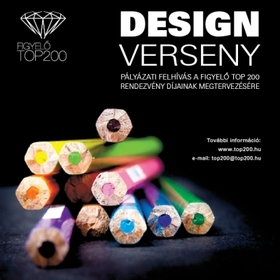 FIGYELŐ
TOP200
DESIGN
VERSENY
PÁLYÁZATI FELHÍVÁS A FIGYELŐ TOP 200
RENDEZVÉNY DÍJAINAK MEGTERVEZÉSÉRE
További információ:
www.top200.hu
e-mail: top200@top200.hu